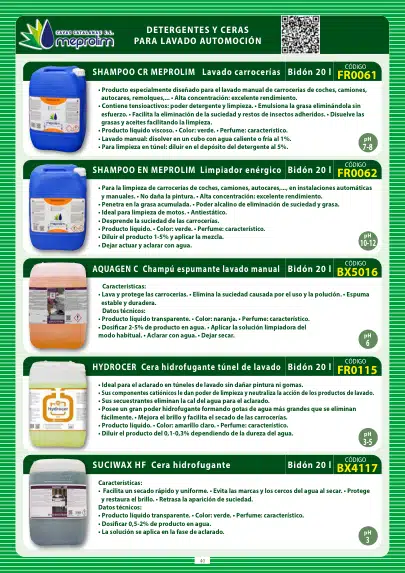 CATAS CATALANAS S.L.
meprolim
DETERGENTES Y CERAS
PARA LAVADO AUTOMOCIÓN
SHAMPOO CR MEPROLIM Lavado carrocerías Bidón 20 l
CÓDIGO
FR0061
• Producto especialmente diseñado para el lavado manual de carrocerías de coches, camiones,
autocares, remolques,... • Alta concentración: excelente rendimiento.
• Contiene tensioactivos: poder detergente y limpieza. • Emulsiona la grasa eliminándola sin
esfuerzo. • Facilita la eliminación de la suciedad y restos de insectos adheridos. • Disuelve las
grasas y aceites facilitando la limpieza.
• Producto líquido viscoso. • Color: verde. • Perfume: característico.
• Lavado manual: disolver en un cubo con agua caliente o fría al 1%.
• Para limpieza en túnel: diluir en el depósito del detergente al 5%.
pH
7-8
SHAMPOO EN MEPROLIM Limpiador enérgico Bidón 20 l
CÓDIGO
FR0062
• Para la limpieza de carrocerías de coches, camiones, autocares,..., en instalaciones automáticas
y manuales. • No daña la pintura. • Alta concentración: excelente rendimiento.
• Penetra en la grasa acumulada. • Poder alcalino de eliminación de suciedad y grasa.
• Ideal para limpieza de motos. • Antiestático.
• Desprende la suciedad de las carrocerías.
• Producto líquido. • Color: verde. • Perfume: característico.
• Diluir el producto 1-5% y aplicar la mezcla.
• Dejar actuar y aclarar con agua.
pH
10-12
AQUAGEN C Champú espumante lavado manual Bidón 20 l
CÓDIGO
BX5016
Características:
• Lava y protege las carrocerías. • Elimina la suciedad causada por el uso y la polución. • Espuma
estable y duradera.
Datos técnicos:
• Producto líquido transparente. • Color: naranja. • Perfume: característico.
• Dosificar 2-5% de producto en agua. • Aplicar la solución limpiadora del
modo habitual. • Aclarar con agua. • Dejar secar.
pH
6
HYDROCER Cera hidrofugante túnel de lavado Bidón 20 l
CÓDIGO
FR0115
Hydrocer
• Ideal para el aclarado en túneles de lavado sin dañar pintura ni gomas.
• Sus componentes catiónicos le dan poder de limpieza y neutraliza la acción de los productos de lavado.
• Sus secuestrantes eliminan la cal del agua para el aclarado.
• Posee un gran poder hidrofugante formando gotas de agua más grandes que se eliminan
fácilmente. • Mejora el brillo y facilita el secado de las carrocerías.
• Producto líquido. • Color: amarillo claro. • Perfume: característico.
• Diluir el producto del 0,1-0,3% dependiendo de la dureza del agua.
pH
3-5
SUCIWAX HF Cera hidrofugante Bidón 20 l
CÓDIGO
BX4117
Características:
• Facilita un secado rápido y uniforme. • Evita las marcas y los cercos del agua al secar. • Protege
y restaura el brillo. • Retrasa la aparición de suciedad.
Datos técnicos:
• Producto líquido transparente. • Color: verde. • Perfume: característico.
• Dosificar 0,5-2% de producto en agua.
• La solución se aplica en la fase de aclarado.
pH
3